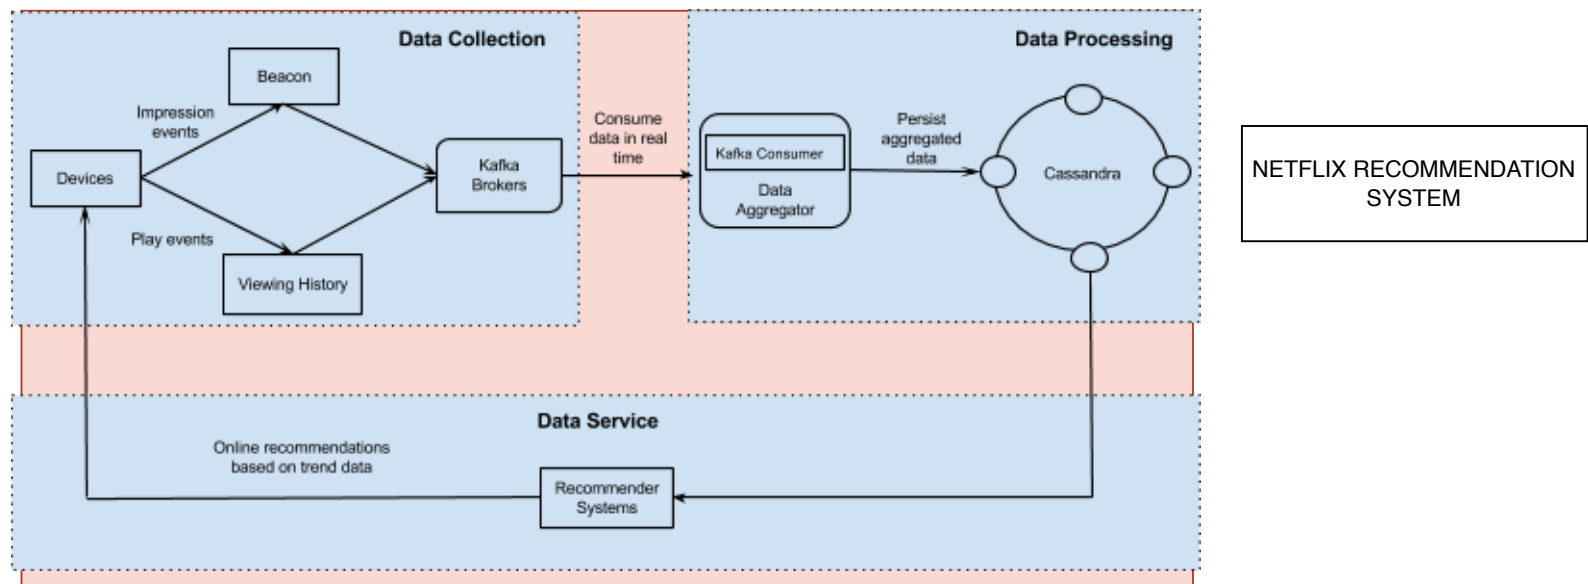 Data Collection
Beacon
Impression
events
Devices
Play events
Viewing History
Kafka
Brokers
Consume
data in real
time
Data Processing
Kafka Consumer
Data
Aggregator
Persist
aggregated
data
Cassandra
NETFLIX RECOMMENDATION
SYSTEM
Data Service
Online recommendations
based on trend data
Recommender
Systems